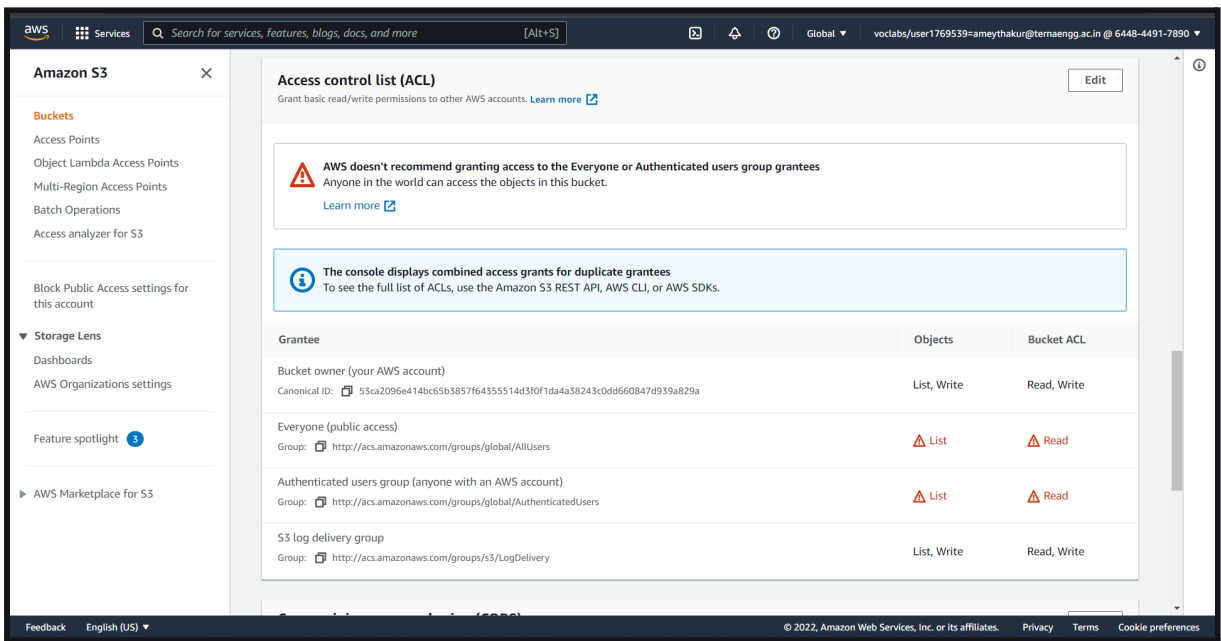 aws
Services
Search for services, features, blogs, docs, and more
[Alt+S]
Global ▼
voclabs/user1769539=ameythakur@ternaengg.ac.in @ 6448-4491-7890 ▼
Amazon S3
Buckets
Access Points
Object Lambda Access Points
Multi-Region Access Points
Batch Operations
Access analyzer for S3
Block Public Access settings for
this account
Storage Lens
Dashboards
AWS Organizations settings
Feature spotlight 3
AWS Marketplace for S3
Access control list (ACL)
Edit
Grant basic read/write permissions to other AWS accounts. Learn more
AWS doesn't recommend granting access to the Everyone or Authenticated users group grantees
Anyone in the world can access the objects in this bucket.
Learn more
The console displays combined access grants for duplicate grantees
To see the full list of ACLs, use the Amazon S3 REST API, AWS CLI, or AWS SDKs.
Grantee Objects Bucket ACL
Bucket owner (your AWS account)
Canonical ID: 53ca2096e414bc65b3857f64355514d3f0f1da4a38243c0dd660847d939a829a
List, Write Read, Write
Everyone (public access)
Group: http://acs.amazonaws.com/groups/global/AllUsers
List Read
Authenticated users group (anyone with an AWS account)
Group: http://acs.amazonaws.com/groups/global/AuthenticatedUsers
List Read
S3 log delivery group
Group: http://acs.amazonaws.com/groups/s3/LogDelivery
List, Write Read, Write
Feedback English (US) ▼
© 2022, Amazon Web Services, Inc. or its affiliates. Privacy Terms Cookie preferences